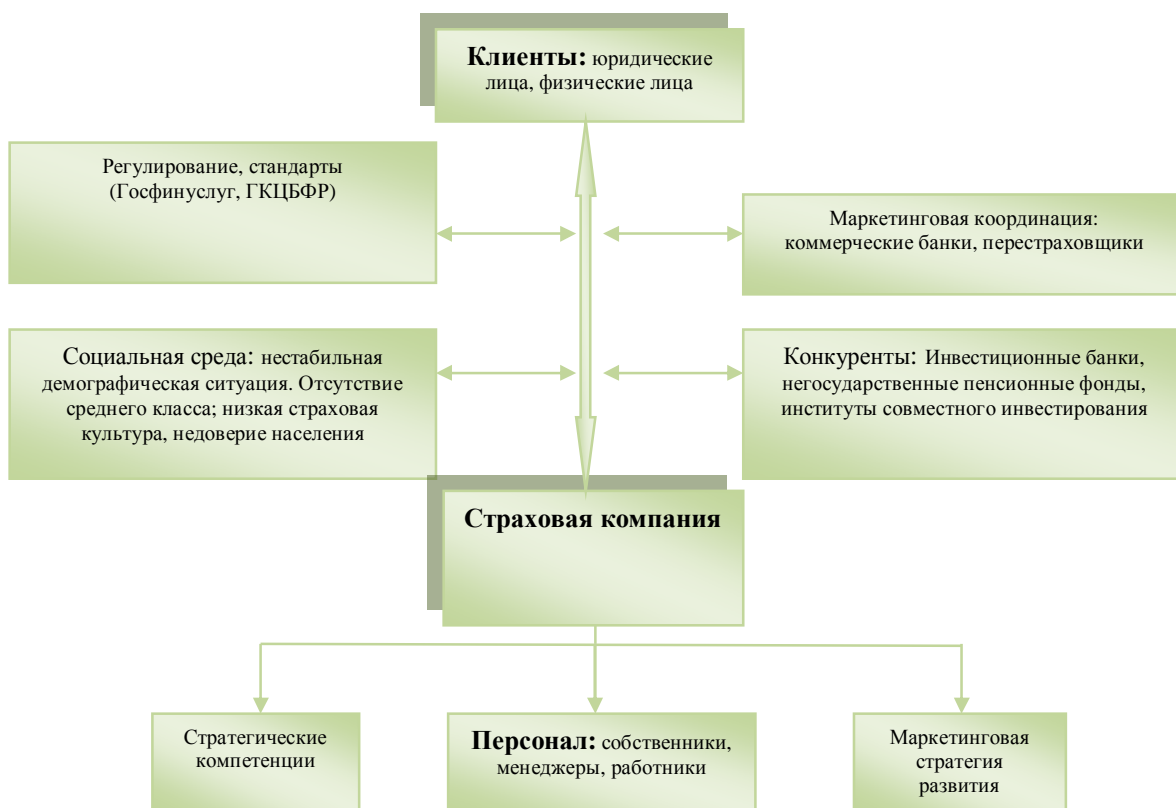 Клиенты: юридические
лица, физические лица
Регулирование, стандарты
(Госфинуслуг, ГКЦБФР)
Маркетинговая координация:
коммерческие банки, перестраховщики
Социальная среда: нестабильная
демографическая ситуация. Отсутствие
среднего класса; низкая страховая
культура, недоверие населения
Конкуренты: Инвестиционные банки,
негосударственные пенсионные фонды,
институты совместного инвестирования
Страховая компания
Стратегические
компетенции
Персонал: собственники,
менеджеры, работники
Маркетинговая
стратегия
развития